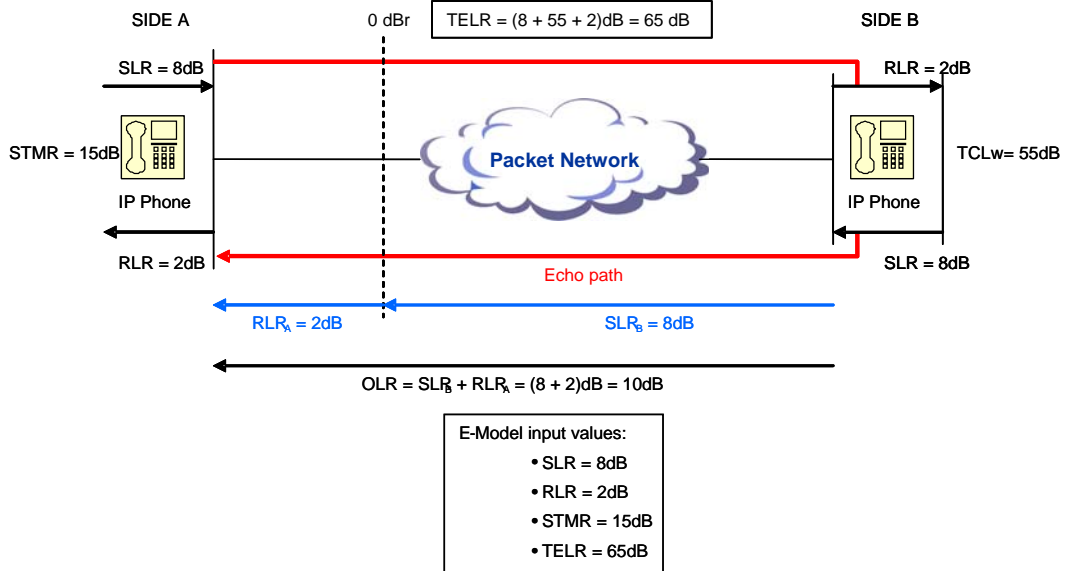 SIDE A
0 dBr
TELR = (8 + 55 + 2)dB = 65 dB
SIDE B
SLR = 8dB
RLR = 2dB
STMR = 15dB
Packet Network
TCLw= 55dB
IP Phone
IP Phone
RLR = 2dB
Echo path
SLR = 8dB
RLRA = 2dB
SLRB = 8dB
OLR = SLRB + RLRA = (8 + 2)dB = 10dB
E-Model input values:
• SLR = 8dB
• RLR = 2dB
• STMR = 15dB
• TELR = 65dB